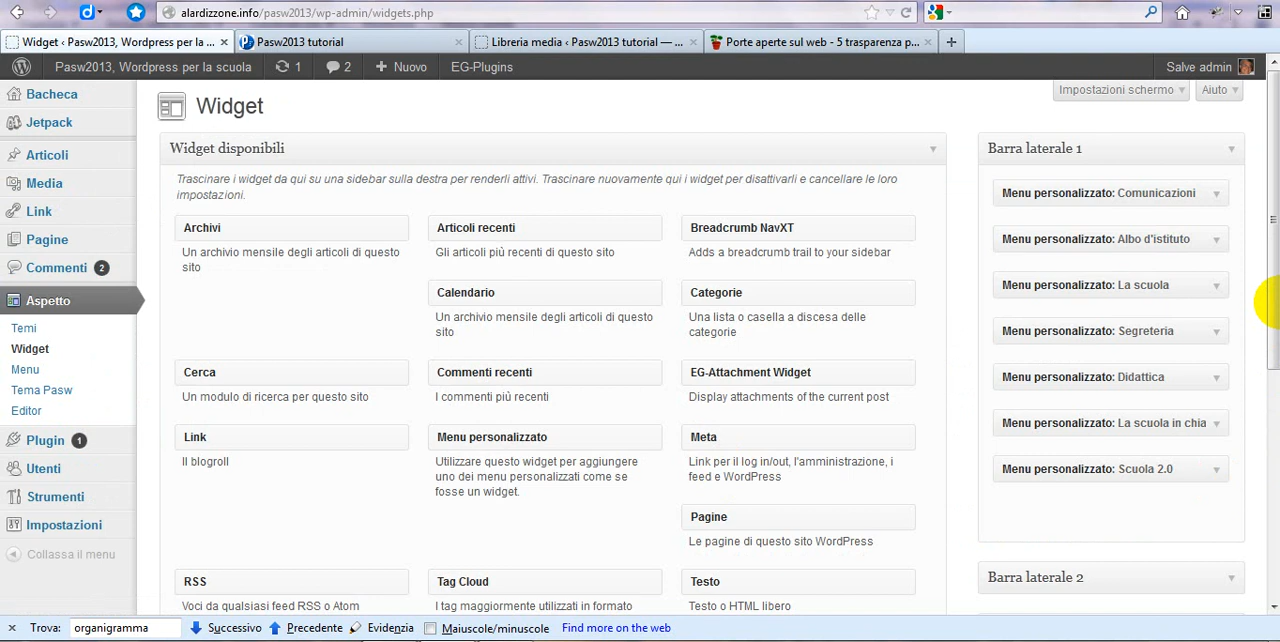 alardizzone.info/pasw2013/wp-admin/widgets.php
Widget ‹ Pasw2013, Wordpress per la ... ×
Pasw2013 tutorial ×
Libreria media ‹ Pasw2013 tutorial — ... ×
Porte aperte sul web - 5 trasparenza p... ×
Pasw2013, Wordpress per la scuola 1 2 + Nuovo EG-Plugins Salve admin
Bacheca
Jetpack
Articoli
Media
Link
Pagine
Commenti 2
Aspetto
Temi
Widget
Menu
Tema Pasw
Editor
Plugin 1
Utenti
Strumenti
Impostazioni
Collassa il menu
Impostazioni schermo Aiuto
Widget
Widget disponibili
Trascinare i widget da qui su una sidebar sulla destra per renderli attivi. Trascinare nuovamente qui i widget per disattivarli e cancellare le loro
impostazioni.
Archivi
Un archivio mensile degli articoli di questo
sito
Articoli recenti
Gli articoli più recenti di questo sito
Breadcrumb NavXT
Adds a breadcrumb trail to your sidebar
Calendario
Un archivio mensile degli articoli di questo
sito
Categorie
Una lista o casella a discesa delle
categorie
Cerca
Un modulo di ricerca per questo sito
Commenti recenti
I commenti più recenti
EG-Attachment Widget
Display attachments of the current post
Link
Il blogroll
Menu personalizzato
Utilizzare questo widget per aggiungere
uno dei menu personalizzati come se
fosse un widget.
Meta
Link per il log in/out, l'amministrazione, i
feed e WordPress
Pagine
Le pagine di questo sito WordPress
RSS
Voci da qualsiasi feed RSS o Atom
Tag Cloud
I tag maggiormente utilizzati in formato
Testo
Testo o HTML libero
Barra laterale 1
Menu personalizzato: Comunicazioni
Menu personalizzato: Albo d'istituto
Menu personalizzato: La scuola
Menu personalizzato: Segreteria
Menu personalizzato: Didattica
Menu personalizzato: La scuola in chia
Menu personalizzato: Scuola 2.0
Barra laterale 2
× Trova: organigramma Successivo Precedente Evidenzia Maiuscole/minuscole Find more on the web